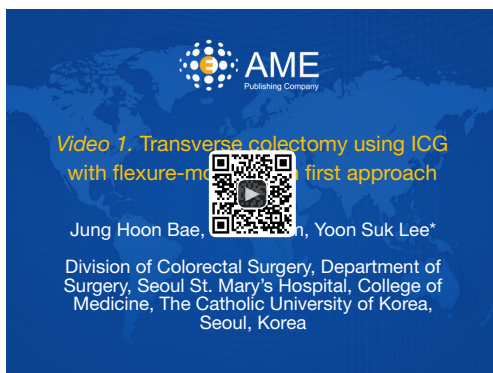 AME
Publishing Company
Video 1. Transverse colectomy using ICG
with first approach
Jung Hoon Bae, Yoon Suk Lee*
Division of Colorectal Surgery, Department of
Surgery, Seoul St. Mary's Hospital, College of
Medicine, The Catholic University of Korea,
Seoul, Korea